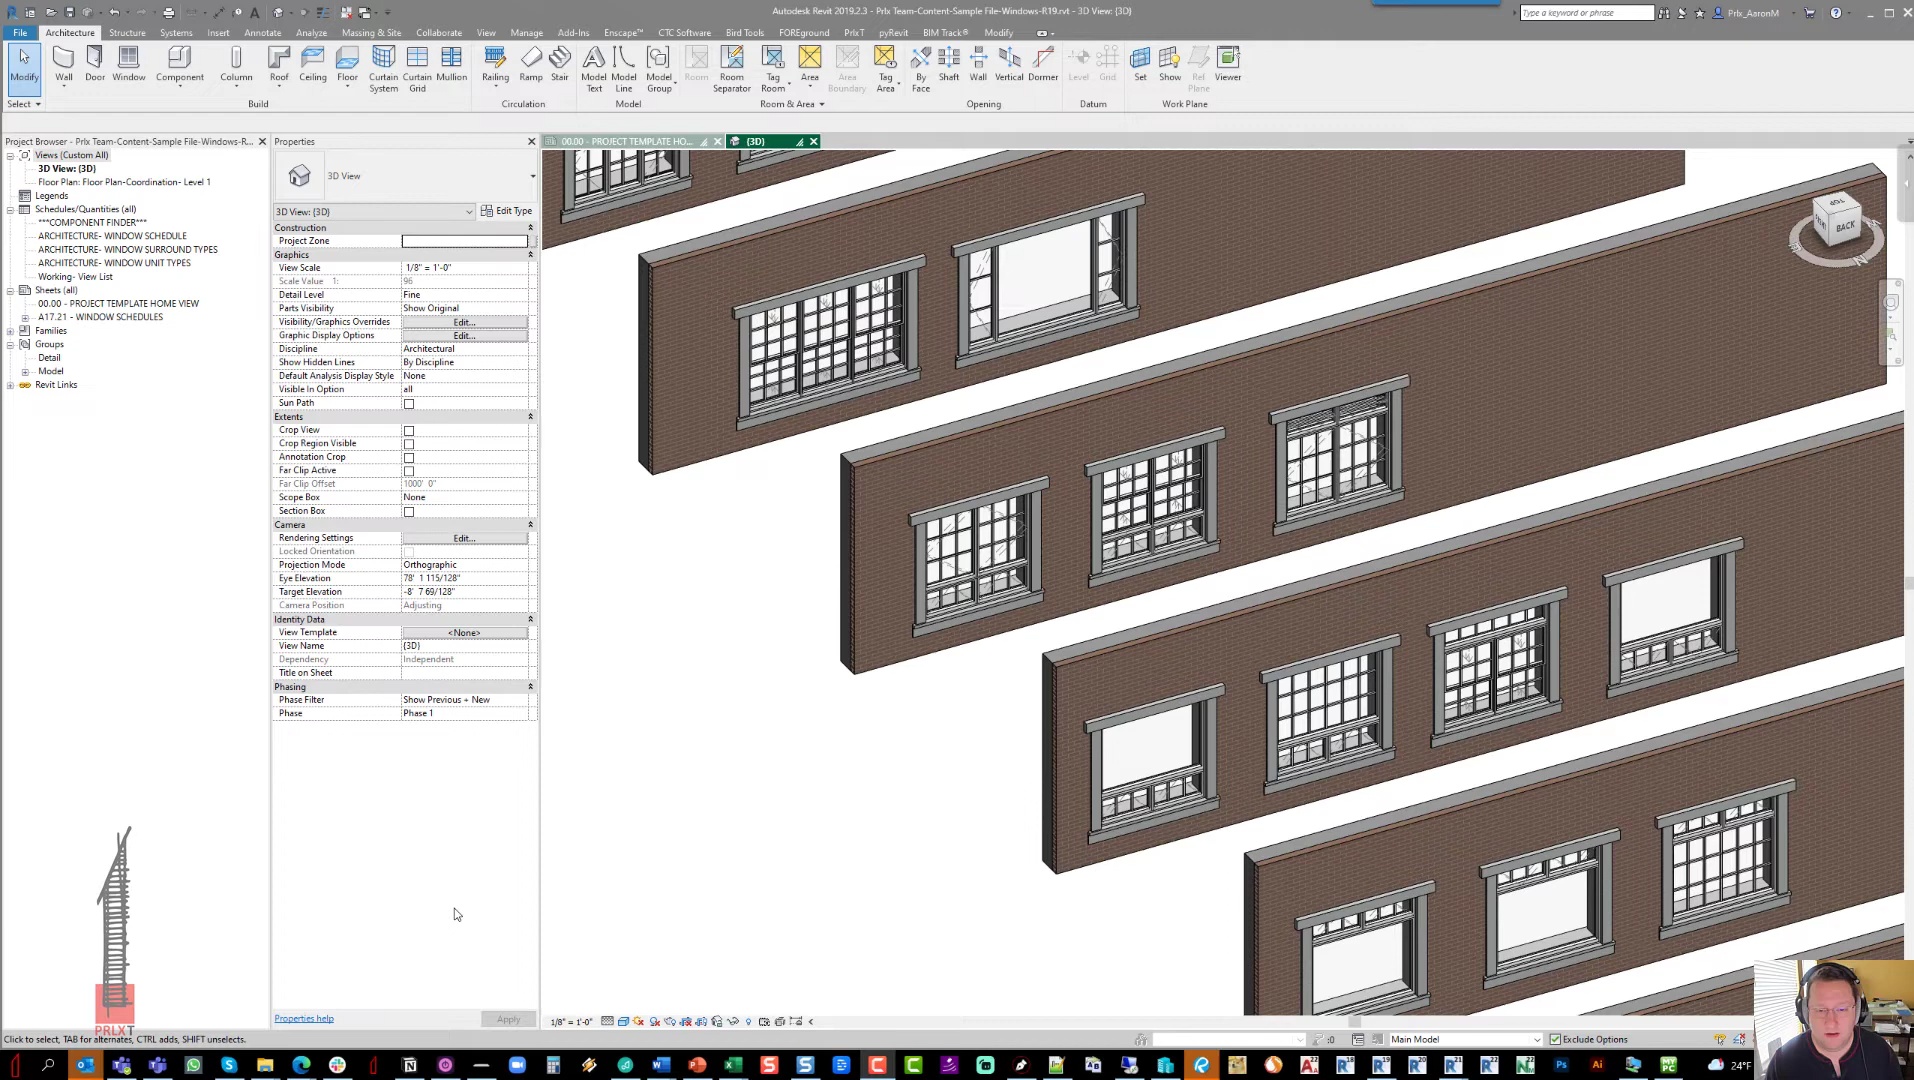 Autodesk Revit 2019.2.3 - Prlx Team-Content-Sample File-Windows-R19.rvt - 3D View: {3D}
Type a keyword or phrase
Prlx_AaronM
File Architecture Structure Systems Insert Annotate Analyze Massing & Site Collaborate View Manage Add-Ins Enscape™ CTC Software Bird Tools FOREground PrlxT pyRevit BIM Track® Modify
Modify Wall Door Window Component Column Roof Ceiling Floor Curtain System Curtain Grid Mullion Railing Ramp Stair Model Text Model Line Model Group Room Room Separator Tag Room Area Area Boundary Tag Area By Face Shaft Wall Vertical Dormer Level Grid Set Show Ref Plane Viewer
Select Build Circulation Model Room & Area Opening Datum Work Plane
Project Browser - Prlx Team-Content-Sample File-Windows-R...
Views (Custom All)
3D View: {3D}
Floor Plan: Floor Plan-Coordination- Level 1
Legends
Schedules/Quantities (all)
***COMPONENT FINDER***
ARCHITECTURE- WINDOW SCHEDULE
ARCHITECTURE- WINDOW SURROUND TYPES
ARCHITECTURE- WINDOW UNIT TYPES
Working- View List
Sheets (all)
00.00 - PROJECT TEMPLATE HOME VIEW
A17.21 - WINDOW SCHEDULES
Families
Groups
Detail
Model
Revit Links
PRLXT
Properties
3D View
3D View: {3D} Edit Type
Construction
Project Zone
Graphics
View Scale 1/8" = 1'-0"
Scale Value 1: 96
Detail Level Fine
Parts Visibility Show Original
Visibility/Graphics Overrides Edit...
Graphic Display Options Edit...
Discipline Architectural
Show Hidden Lines By Discipline
Default Analysis Display Style None
Visible In Option all
Sun Path
Extents
Crop View
Crop Region Visible
Annotation Crop
Far Clip Active
Far Clip Offset 1000' 0"
Scope Box None
Section Box
Camera
Rendering Settings Edit...
Locked Orientation
Projection Mode Orthographic
Eye Elevation 78' 1 115/128"
Target Elevation -8' 7 69/128"
Camera Position Adjusting
Identity Data
View Template <None>
View Name {3D}
Dependency Independent
Title on Sheet
Phasing
Phase Filter Show Previous + New
Phase Phase 1
Properties help Apply
00.00 - PROJECT TEMPLATE HO...
{3D}
TOP
BACK
1/8" = 1'-0"
Click to select, TAB for alternates, CTRL adds, SHIFT unselects.
:0
Main Model
Exclude Options
24°F